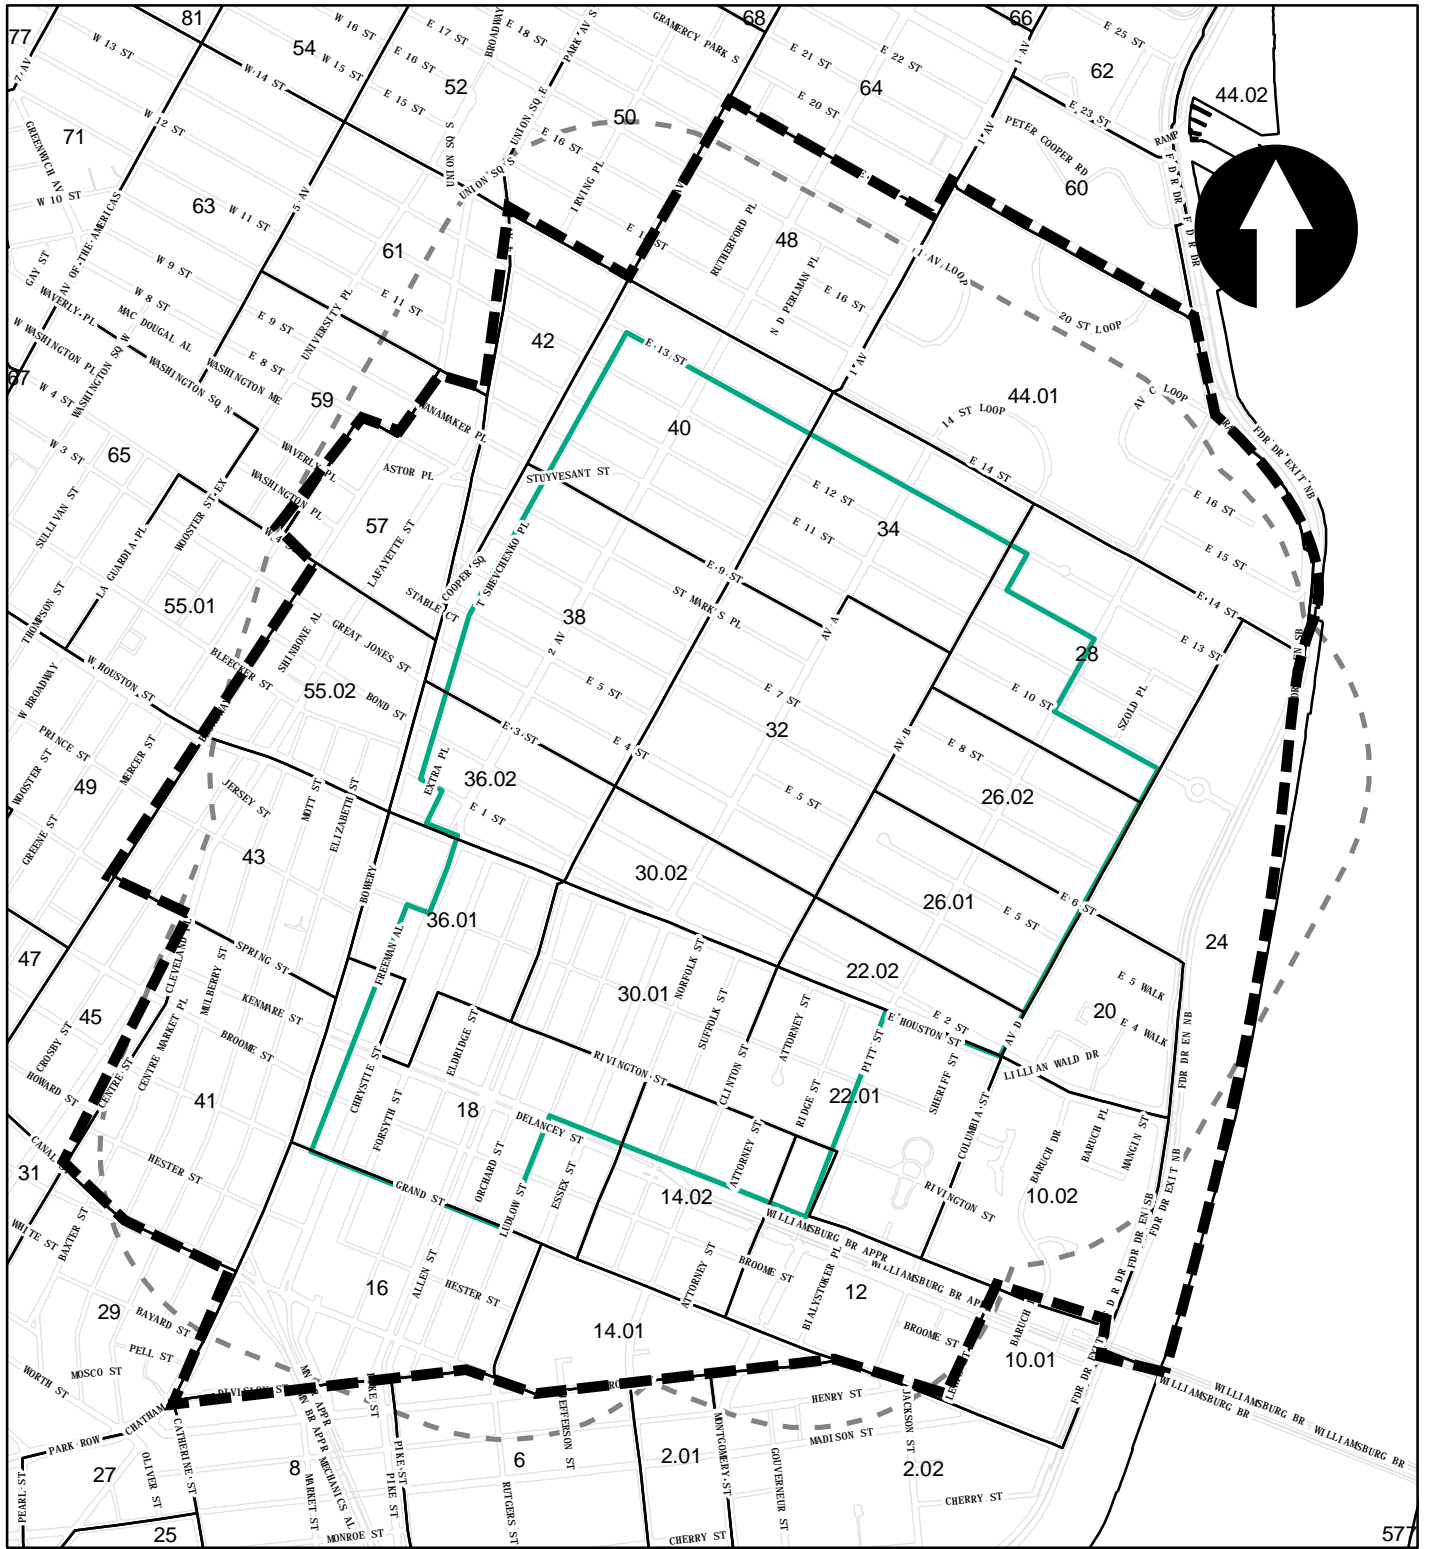 81
68
66
77
54
W 16 ST
E 17 ST
BROADWAY
E 18 ST
PARK AV S
GRAMERCY PARK S
E 25 ST
W 13 ST
W 15 ST
E 16 ST
E 21 ST
E 22 ST
1 AV
62
7 AV
W 14 ST
52
E 15 ST
UNION SQ E
50
E 20 ST
64
44.02
E 23 ST
71
W 12 ST
UNION SQ S
E 16 ST
1 AV
PETER COOPER RD
RAMP
GREENWICH AV
UNION SQ S
IRVING PL
60
F D R DR
W 10 ST
63
W 11 ST
5 AV
RUTHERFORD PL
48
F D R DR
AV OF THE AMERICAS
61
N D PERLMAN PL
1 AV LOOP
GAY ST
W 9 ST
E 11 ST
E 16 ST
WAVERLY PL
W 8 ST
MAC DOUGAL AL
E 9 ST
UNIVERSITY PL
20 ST LOOP
W WASHINGTON PL
WASHINGTON SQ W
E 8 ST
42
E 13 ST
1 AV
67
W 4 ST
WASHINGTON SQ N
WASHINGTON ME
59
WANAMAKER PL
40
44.01
14 ST LOOP
AV C LOOP
W 3 ST
65
WAVERLY PL
ASTOR PL
STUYVESANT ST
E 14 ST
FDR DR EXIT NB
SULLIVAN ST
WOOSTER ST EX
WASHINGTON PL
57
LAFAYETTE ST
E 12 ST
34
E 11 ST
E 16 ST
LA GUARDIA PL
COOPER SQ
T SHEVCHENKO PL
E 9 ST
E 15 ST
THOMPSON ST
55.01
STABLE CT
38
ST MARK'S PL
E 14 ST
SHINBONE AL
GREAT JONES ST
2 AV
AV A
E 13 ST
W HOUSTON ST
BLEECKER ST
55.02
BOND ST
E 5 ST
E 7 ST
28
E 10 ST
SZOLD PL
W BROADWAY
PRINCE ST
MERCER ST
E 3 ST
E 4 ST
32
AV B
E 8 ST
WOOSTER ST
49
JERSEY ST
MOTT ST
ELIZABETH ST
EXTRA PL
36.02
E 1 ST
E 5 ST
26.02
GREENE ST
43
BOWERY
30.02
26.01
E 6 ST
E 5 ST
24
47
SPRING ST
CLEVELAND PL
MULBERRY ST
FREEMAN AL
36.01
NORFOLK ST
22.02
E 5 WALK
45
CENTRE MARKET PL
KENMARE ST
30.01
SUFFOLK ST
ATTORNEY ST
E HOUSTON ST
E 2 ST
AV D
20
E 4 WALK
CROSBY ST
BROOME ST
ELDRIDGE ST
RIVINGTON ST
PITT ST
LILLIAN WALD DR
FDR DR EN NB
HOWARD ST
CENTRE ST
41
CHRYSTIE ST
FORSYTH ST
18
DELANCEY ST
CLINTON ST
RIDGE ST
22.01
SHERIFF ST
COLUMBIA ST
BARUCH DR
BARUCH PL
MANGIN ST
31
HESTER ST
GRAND ST
ORCHARD ST
LUDLOW ST
ESSEX ST
ATTORNEY ST
14.02
RIVINGTON ST
10.02
FDR DR EXIT NB
WHITE ST
BAXTER ST
WILLIAMSBURG BR APPR
FDR DR EN SB
16
ALLEN ST
HESTER ST
ATTORNEY ST
BROOME ST
BIALYSTOKER PL
12
F D R DR
29
BAYARD ST
14.01
BROOME ST
BARUCH
10.01
WORTH ST
MOSCO ST
PELL ST
DIVISION ST
HENRY ST
JACKSON ST
WILLIAMSBURG BR
WILLIAMSBURG BR
WILLIAMSBURG BR
PARK ROW
CHATHAM
CATHERINE ST
PIKE ST
JEFFERSON ST
MADISON ST
PEARL ST
27
OLIVER ST
8
MARKET ST
MECHANICS AL
PIKE ST
6
RUTGERS ST
2.01
MONTGOMERY ST
GOUVERNEUR ST
2.02
CHERRY ST
25
MONROE ST
CHERRY ST
577